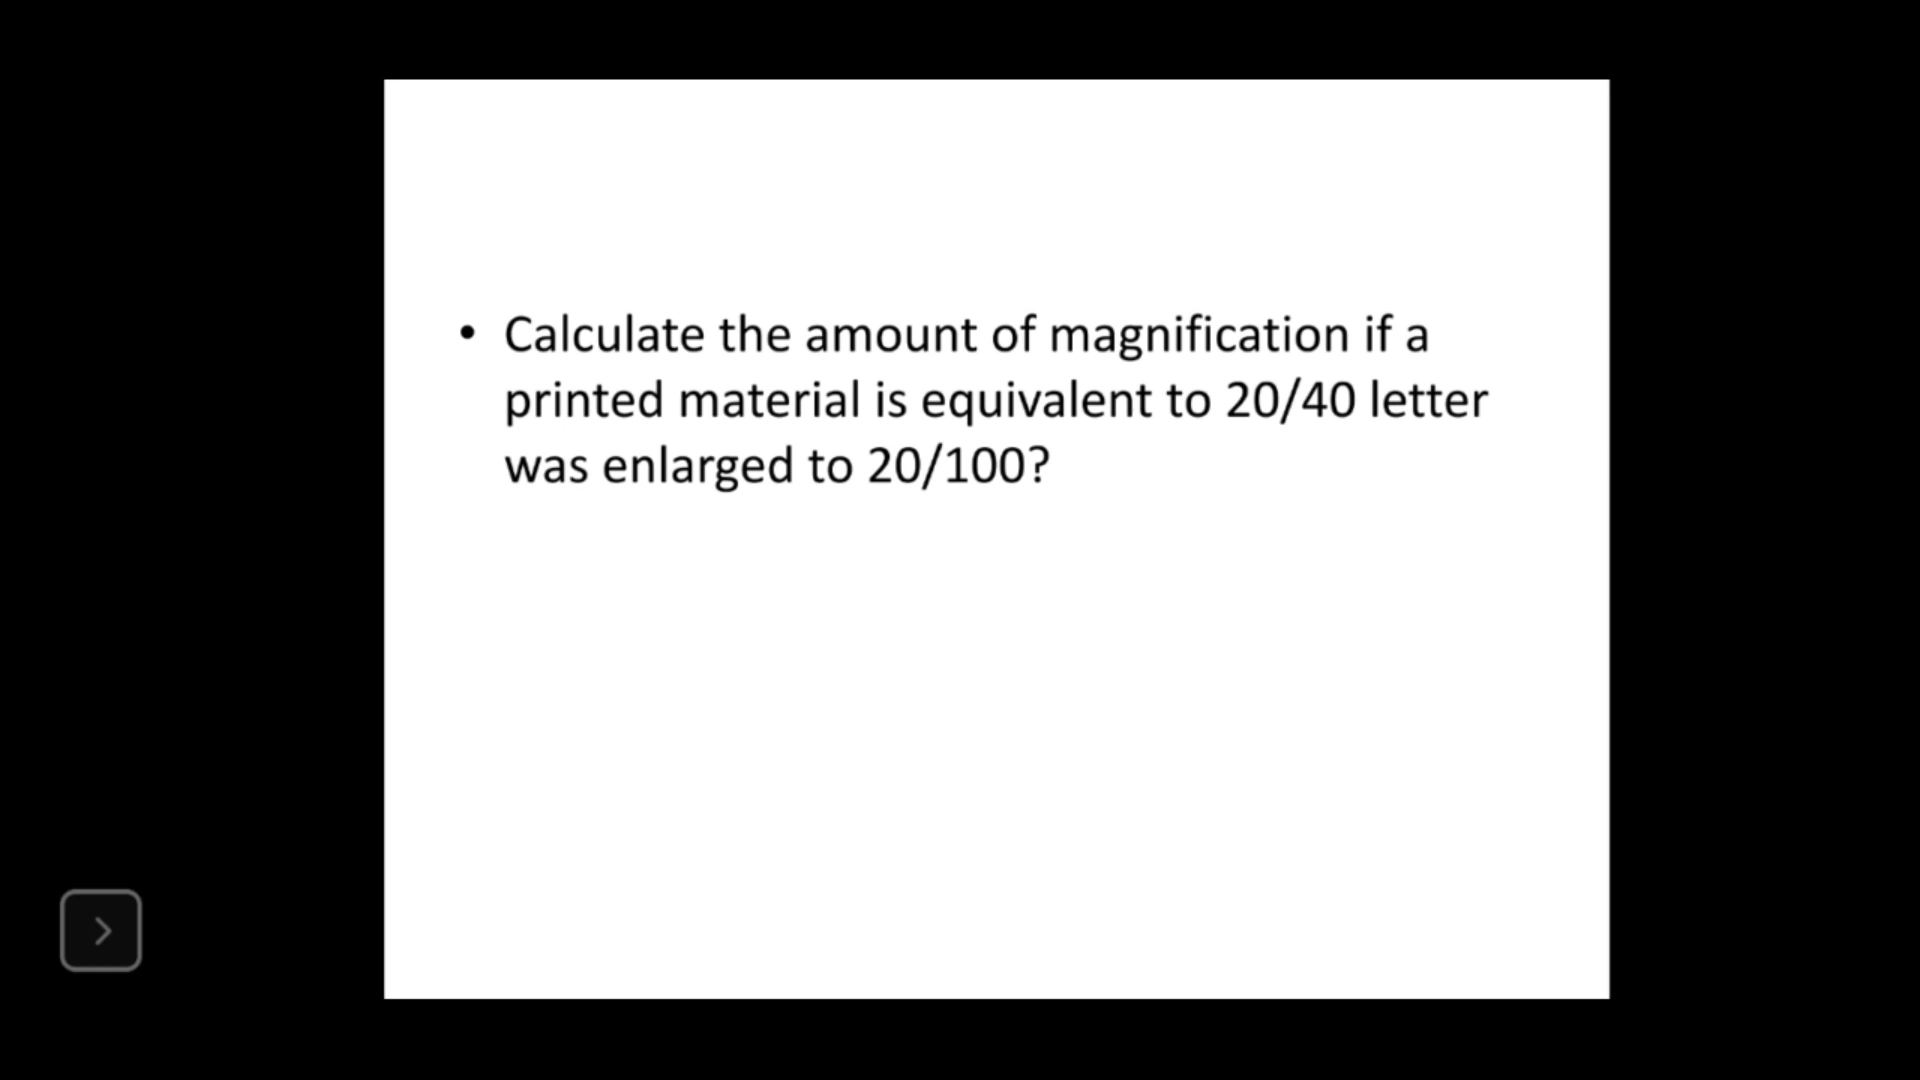 • Calculate the amount of magnification if a
printed material is equivalent to 20/40 letter
was enlarged to 20/100?